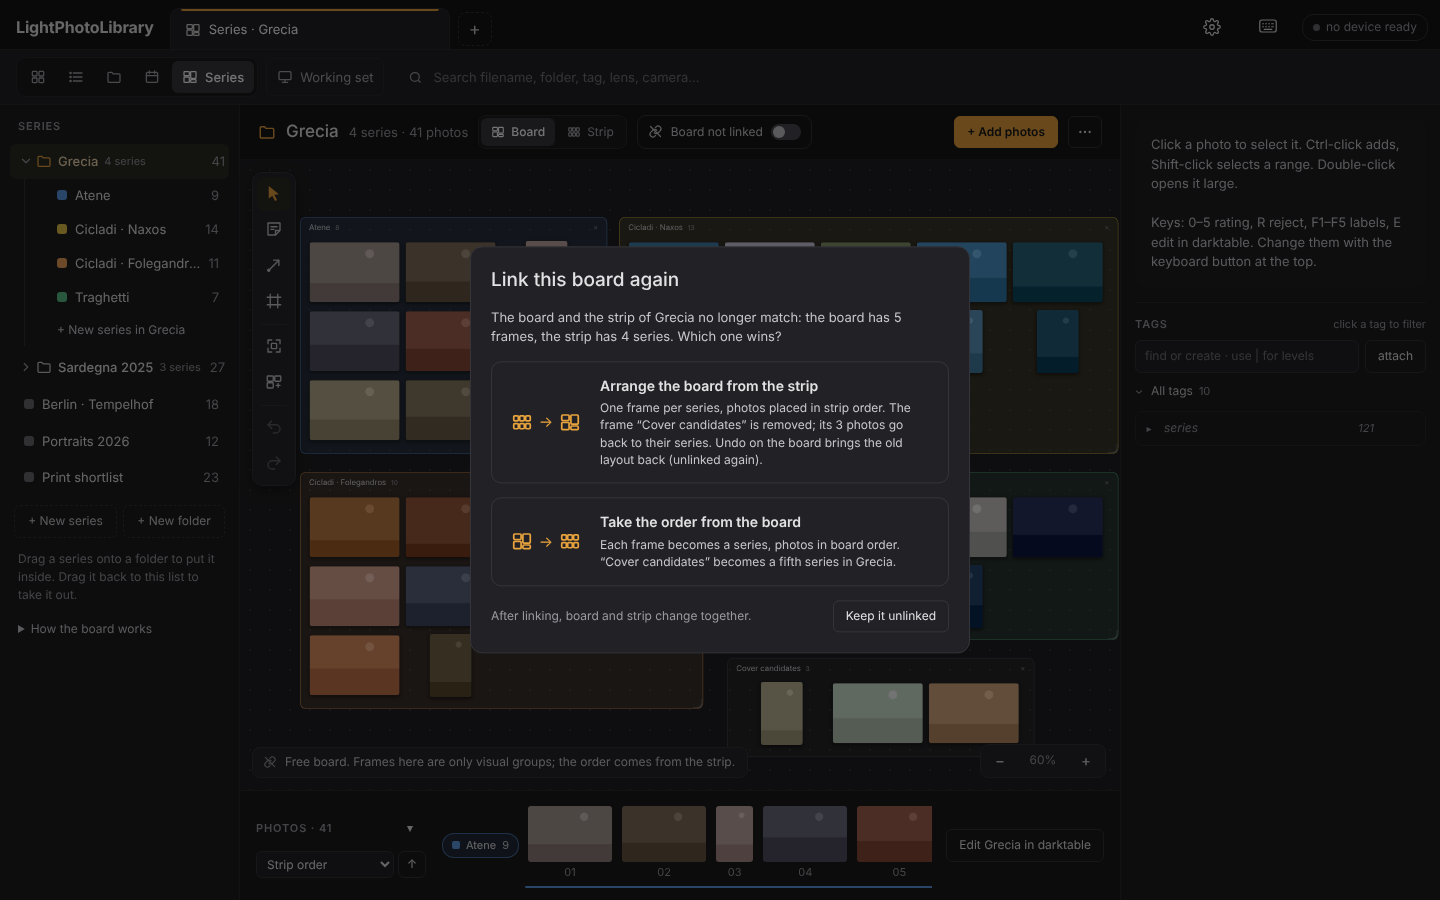 LightPhotoLibrary
Series · Grecia
+
no device ready
Series
Working set
Search filename, folder, tag, lens, camera...
SERIES
Grecia 4 series 41
Atene 9
Cicladi · Naxos 14
Cicladi · Folegandr... 11
Traghetti 7
+ New series in Grecia
Sardegna 2025 3 series 27
Berlin · Tempelhof 18
Portraits 2026 12
Print shortlist 23
+ New series
+ New folder
Drag a series onto a folder to put it
inside. Drag it back to this list to
take it out.
How the board works
Grecia 4 series · 41 photos
Board
Strip
Board not linked
+ Add photos
Atene 8
Cicladi · Naxos 13
Cicladi · Folegandros 10
Cover candidates 3
Link this board again
The board and the strip of Grecia no longer match: the board has 5
frames, the strip has 4 series. Which one wins?
Arrange the board from the strip
One frame per series, photos placed in strip order. The
frame “Cover candidates” is removed; its 3 photos go
back to their series. Undo on the board brings the old
layout back (unlinked again).
Take the order from the board
Each frame becomes a series, photos in board order.
“Cover candidates” becomes a fifth series in Grecia.
After linking, board and strip change together.
Keep it unlinked
Free board. Frames here are only visual groups; the order comes from the strip.
− 60% +
PHOTOS · 41
Strip order
Atene 9
01
02
03
04
05
Edit Grecia in darktable
Click a photo to select it. Ctrl-click adds,
Shift-click selects a range. Double-click
opens it large.
Keys: 0–5 rating, R reject, F1–F5 labels, E
edit in darktable. Change them with the
keyboard button at the top.
TAGS
click a tag to filter
find or create · use | for levels
attach
All tags 10
series 121